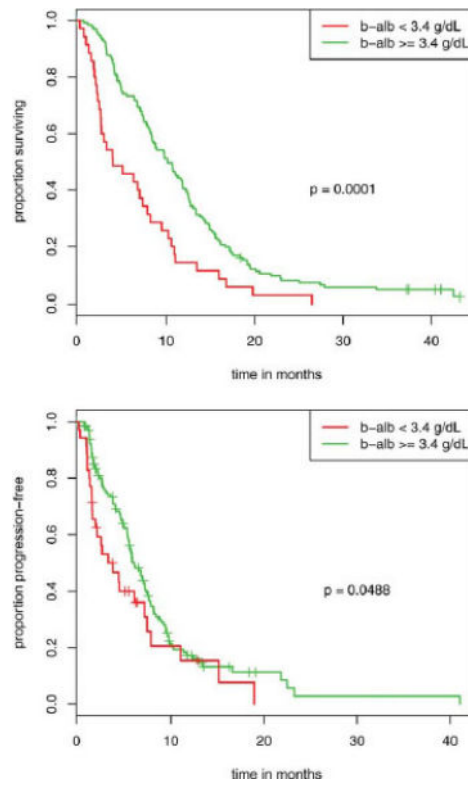 b-alb < 3.4 g/dL
b-alb >= 3.4 g/dL
1.0
0.8
0.6
0.4
0.2
0.0
proportion surviving
p = 0.0001
0 10 20 30 40
time in months
b-alb < 3.4 g/dL
b-alb >= 3.4 g/dL
1.0
0.8
0.6
0.4
0.2
0.0
proportion progression-free
p = 0.0488
0 10 20 30 40
time in months